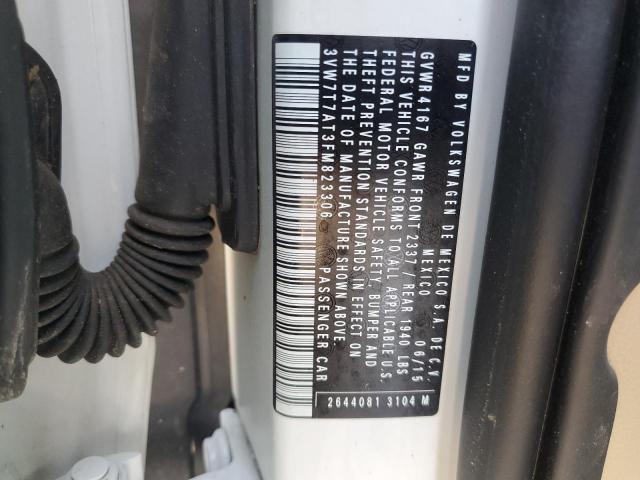 MFD BY VOLKSWAGEN DE MEXICO S.A. DE C.V.
MEXICO 06/15
GVWR 4167 GAWR FRONT 2337 / REAR 1940 LBS
THIS VEHICLE CONFORMS TO ALL APPLICABLE U.S.
FEDERAL MOTOR VEHICLE SAFETY, BUMPER AND
THEFT PREVENTION STANDARDS IN EFFECT ON
THE DATE OF MANUFACTURE SHOWN ABOVE.
3VW7T7AT3FM823306 PASSENGER CAR
2644081 3104 M